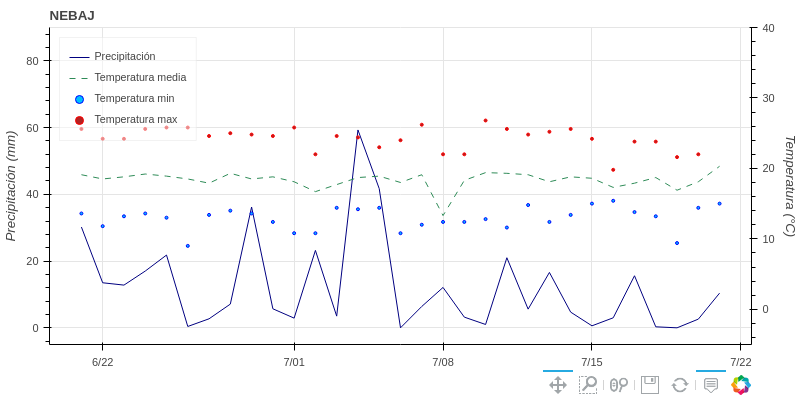 NEBAJ
Precipitación
Temperatura media
Temperatura min
Temperatura max
Precipitación (mm)
80
60
40
20
0
Temperatura (°C)
40
30
20
10
0
6/22
7/01
7/08
7/15
7/22